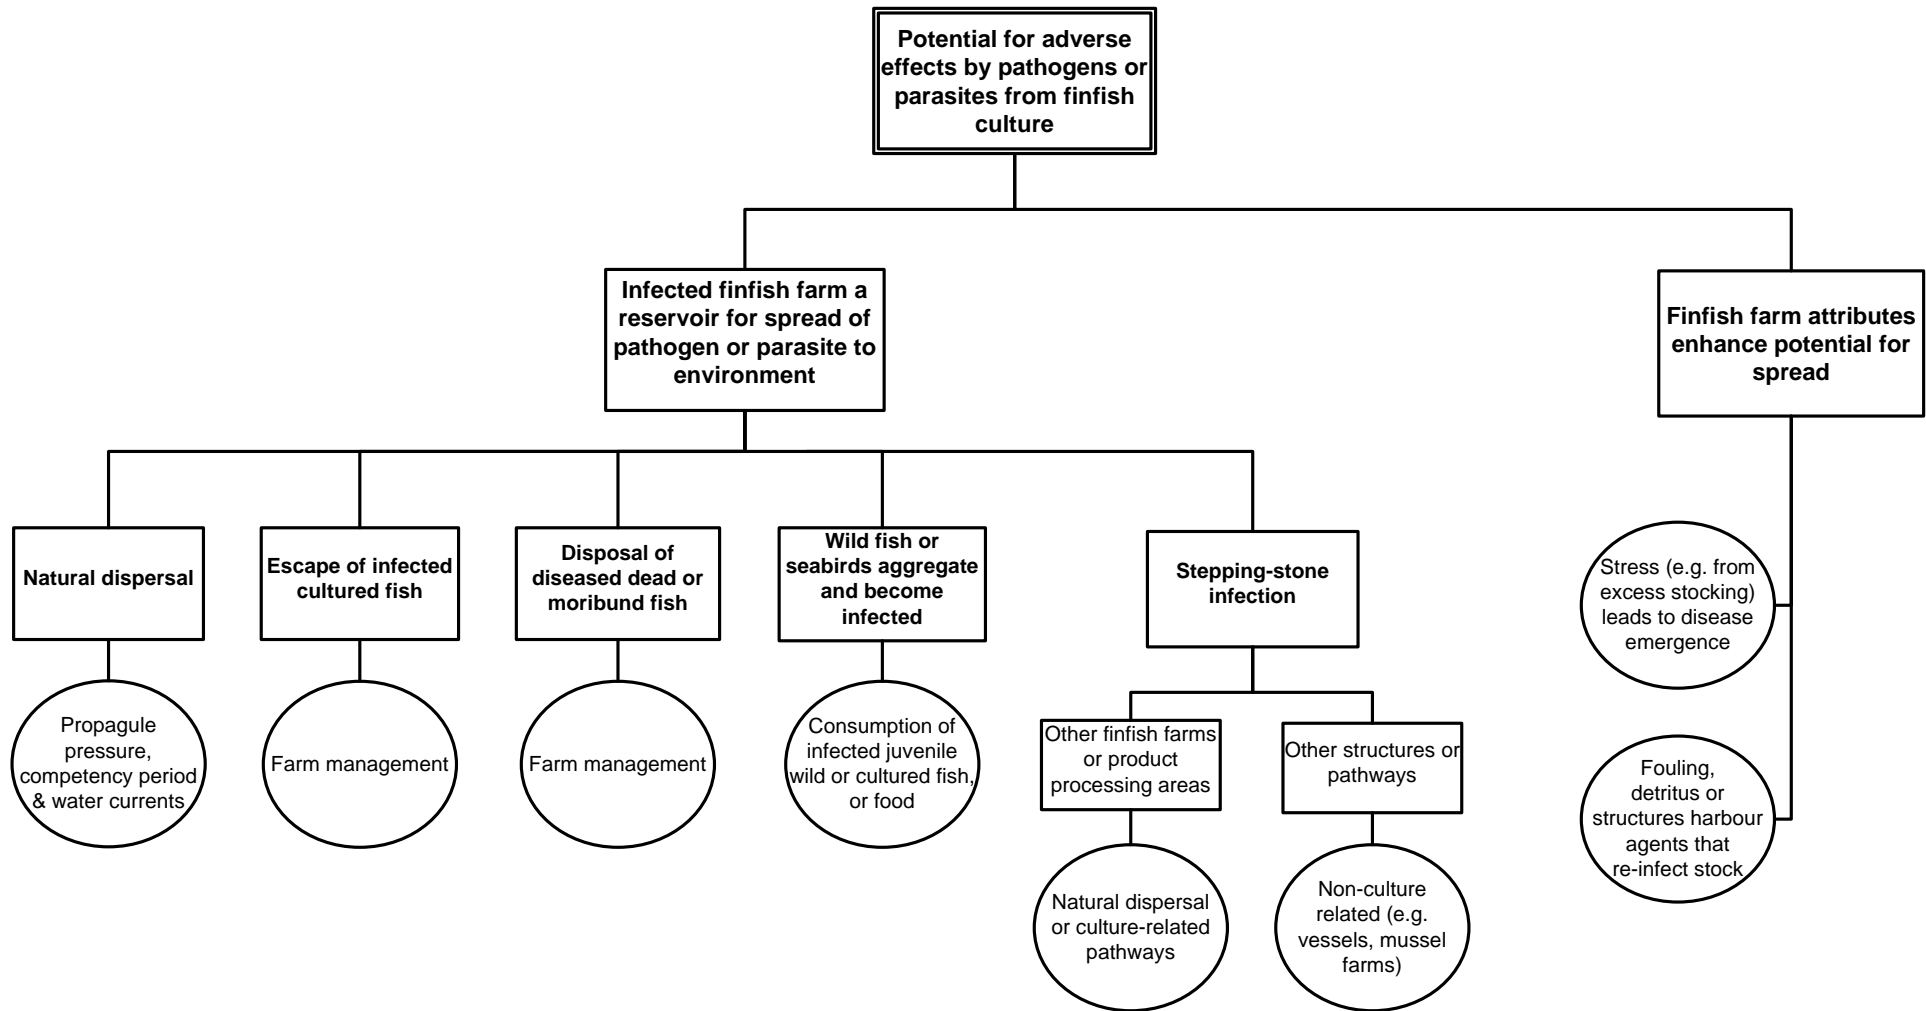 Potential for adverse
effects by pathogens or
parasites from finfish
culture
Infected finfish farm a
reservoir for spread of
pathogen or parasite to
environment
Finfish farm attributes
enhance potential for
spread
Natural dispersal
Escape of infected
cultured fish
Disposal of
diseased dead or
moribund fish
Wild fish or
seabirds aggregate
and become
infected
Stepping-stone
infection
Stress (e.g. from
excess stocking)
leads to disease
emergence
Propagule
pressure,
competency period
& water currents
Farm management
Farm management
Consumption of
infected juvenile
wild or cultured fish,
or food
Other finfish farms
or product
processing areas
Other structures or
pathways
Fouling,
detritus or
structures harbour
agents that
re-infect stock
Natural dispersal
or culture-related
pathways
Non-culture
related (e.g.
vessels, mussel
farms)